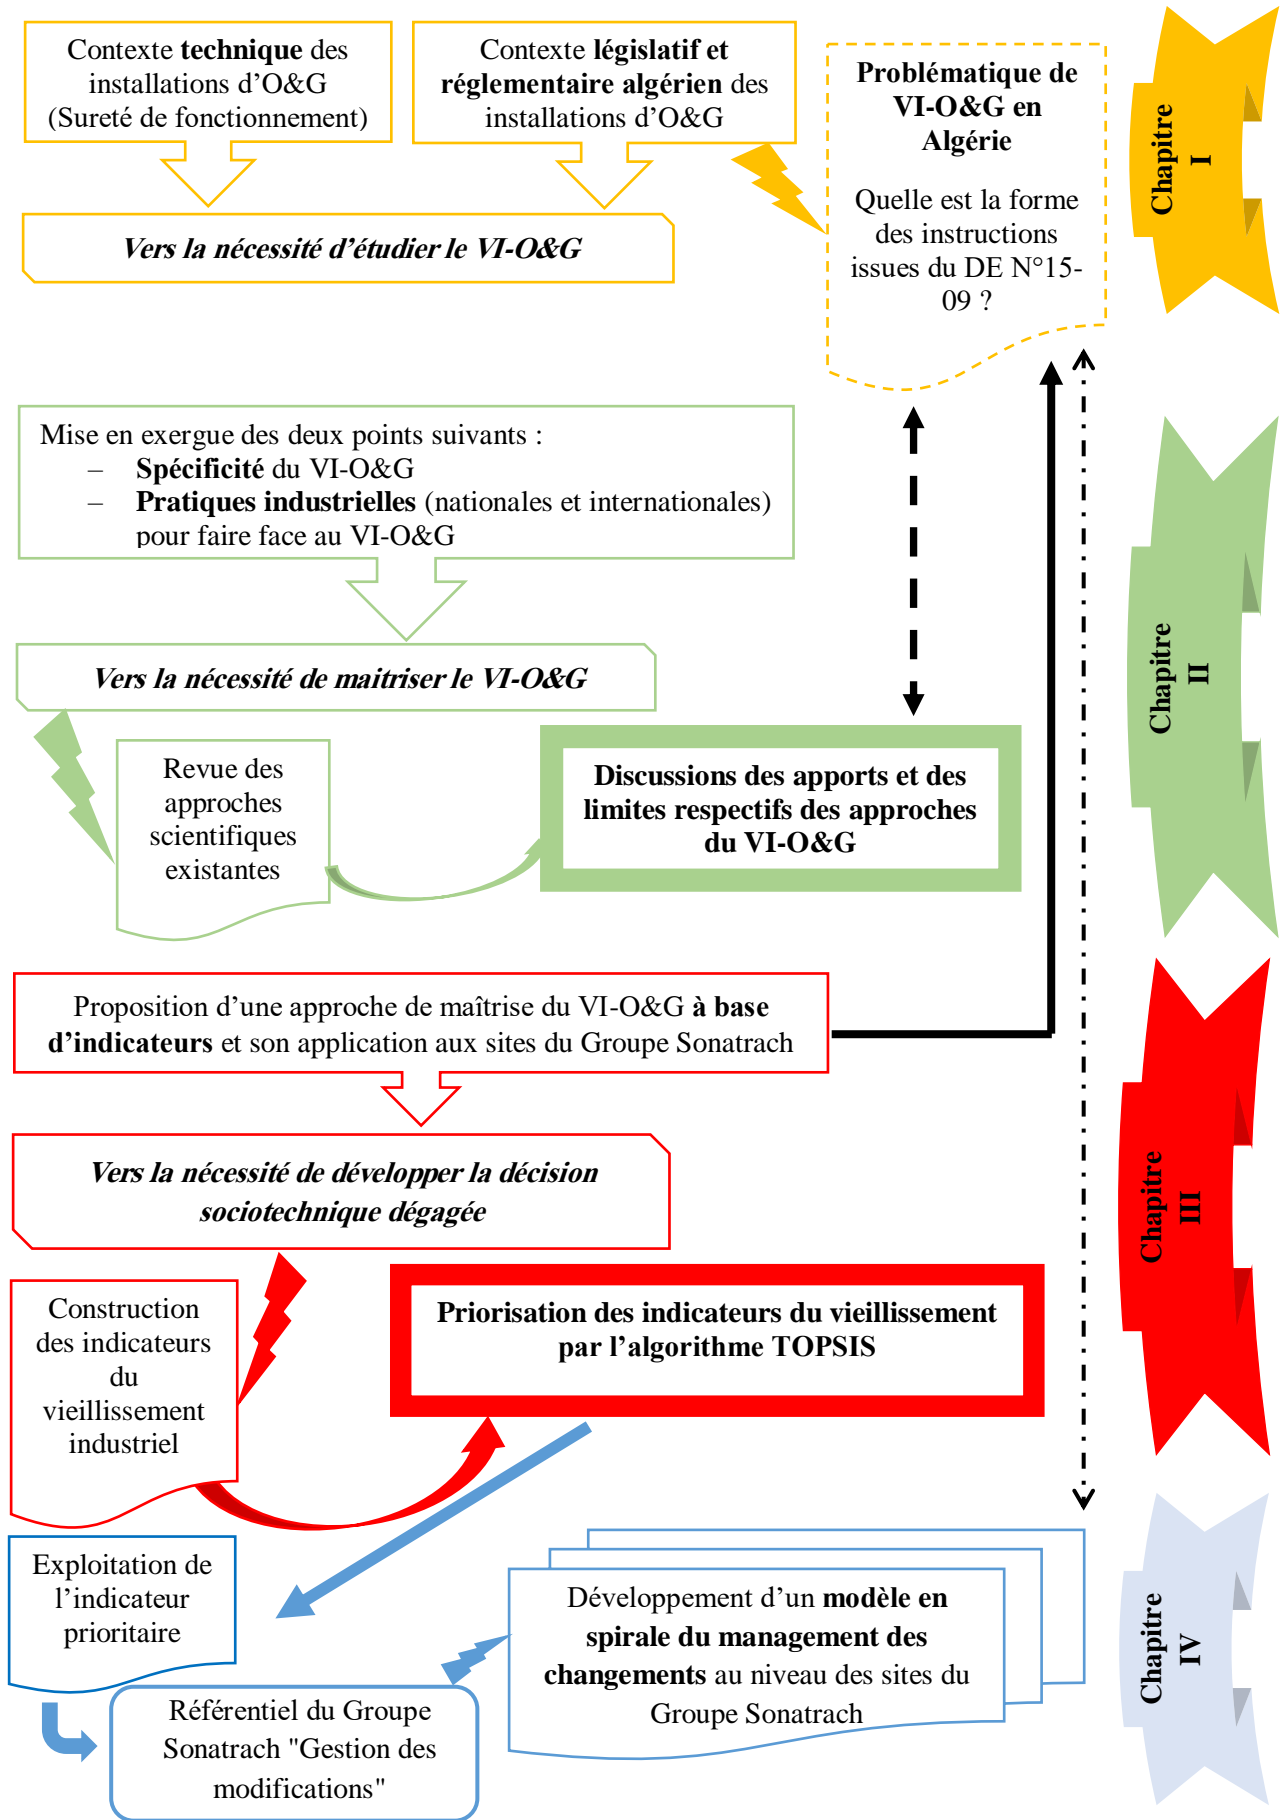 Contexte technique des
installations d'O&G
(Sureté de fonctionnement)
Contexte législatif et
réglementaire algérien des
installations d'O&G
Problématique de
VI-O&G en
Algérie
Quelle est la forme
des instructions
issues du DE N°15-
09 ?
Chapitre
I
Vers la nécessité d'étudier le VI-O&G
Mise en exergue des deux points suivants :
– Spécificité du VI-O&G
– Pratiques industrielles (nationales et internationales)
pour faire face au VI-O&G
Chapitre
II
Vers la nécessité de maitriser le VI-O&G
Revue des
approches
scientifiques
existantes
Discussions des apports et des
limites respectifs des approches
du VI-O&G
Proposition d'une approche de maîtrise du VI-O&G à base
d'indicateurs et son application aux sites du Groupe Sonatrach
Chapitre
III
Vers la nécessité de développer la décision
sociotechnique dégagée
Construction
des indicateurs
du
vieillissement
industriel
Priorisation des indicateurs du vieillissement
par l'algorithme TOPSIS
Exploitation de
l'indicateur
prioritaire
Développement d'un modèle en
spirale du management des
changements au niveau des sites du
Groupe Sonatrach
Chapitre
IV
Référentiel du Groupe
Sonatrach "Gestion des
modifications"